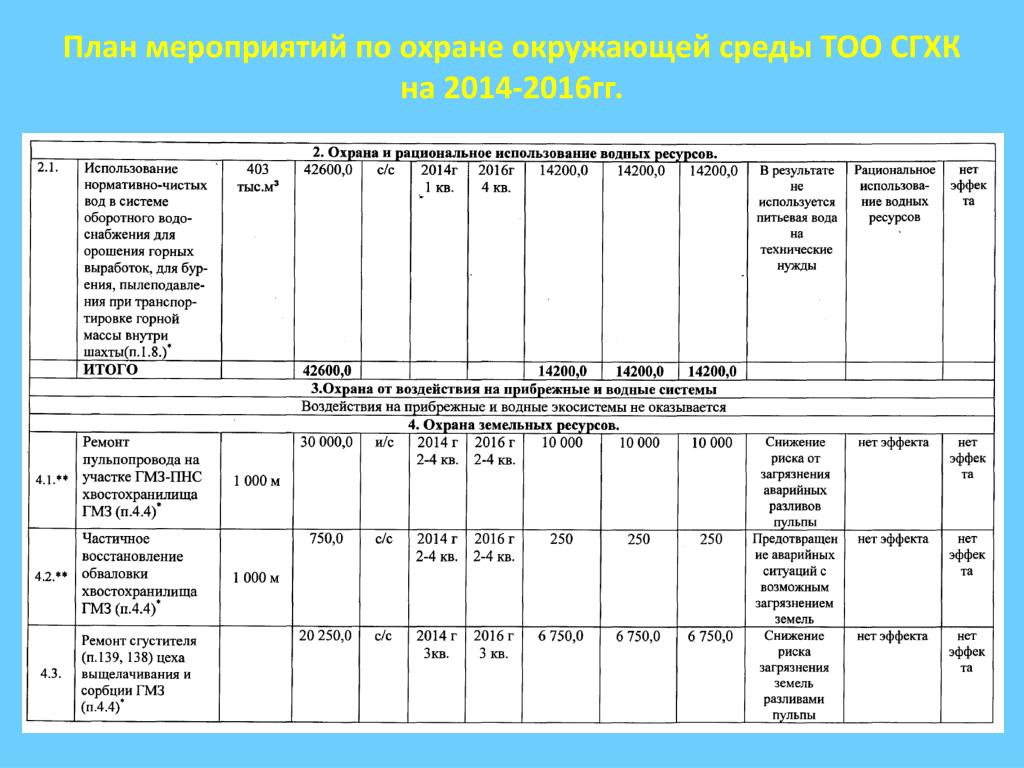 План мероприятий по охране окружающей среды ТОО СГХК
на 2014-2016гг.
2. Охрана и рациональное использование водных ресурсов.
2.1.
Использование
нормативно-чистых
вод в системе
оборотного водо-
снабжения для
орошения горных
выработок, для бур-
ения, пылеподавле-
ния при транспор-
тировке горной
массы внутри
шахты(п.1.8.)*
403
тыс.м³
42600,0
с/с
2014г
1 кв.
2016г
4 кв.
14200,0
14200,0
14200,0
В результате
не
используется
питьевая вода
на
технические
нужды
Рациональное
использова-
ние водных
ресурсов
нет
эффек
та
ИТОГО
42600,0
14200,0
14200,0
14200,0
3.Охрана от воздействия на прибрежные и водные системы
Воздействия на прибрежные и водные экосистемы не оказывается
4. Охрана земельных ресурсов.
4.1.**
Ремонт
пульпопровода на
участке ГМЗ-ПНС
хвостохранилища
ГМЗ (п.4.4)*
1 000 м
30 000,0
и/с
2014 г
2-4 кв.
2016 г
2-4 кв.
10 000
10 000
10 000
Снижение
риска от
загрязнения
аварийных
разливов
пульпы
нет эффекта
нет
эффек
та
4.2.**
Частичное
восстановление
обваловки
хвостохранилища
ГМЗ (п.4.4)*
1 000 м
750,0
с/с
2014 г
2-4 кв.
2016 г
2-4 кв.
250
250
250
Предотвращен
ие аварийных
ситуаций с
возможным
загрязнением
земель
нет эффекта
нет
эффек
та
4.3.
Ремонт сгустителя
(п.139, 138) цеха
выщелачивания и
сорбции ГМЗ
(п.4.4)*
20 250,0
с/с
2014 г
3кв.
2016 г
3 кв.
6 750,0
6 750,0
6 750,0
Снижение
риска
загрязнения
земель
разливами
пульпы
нет эффекта
нет
эффек
та